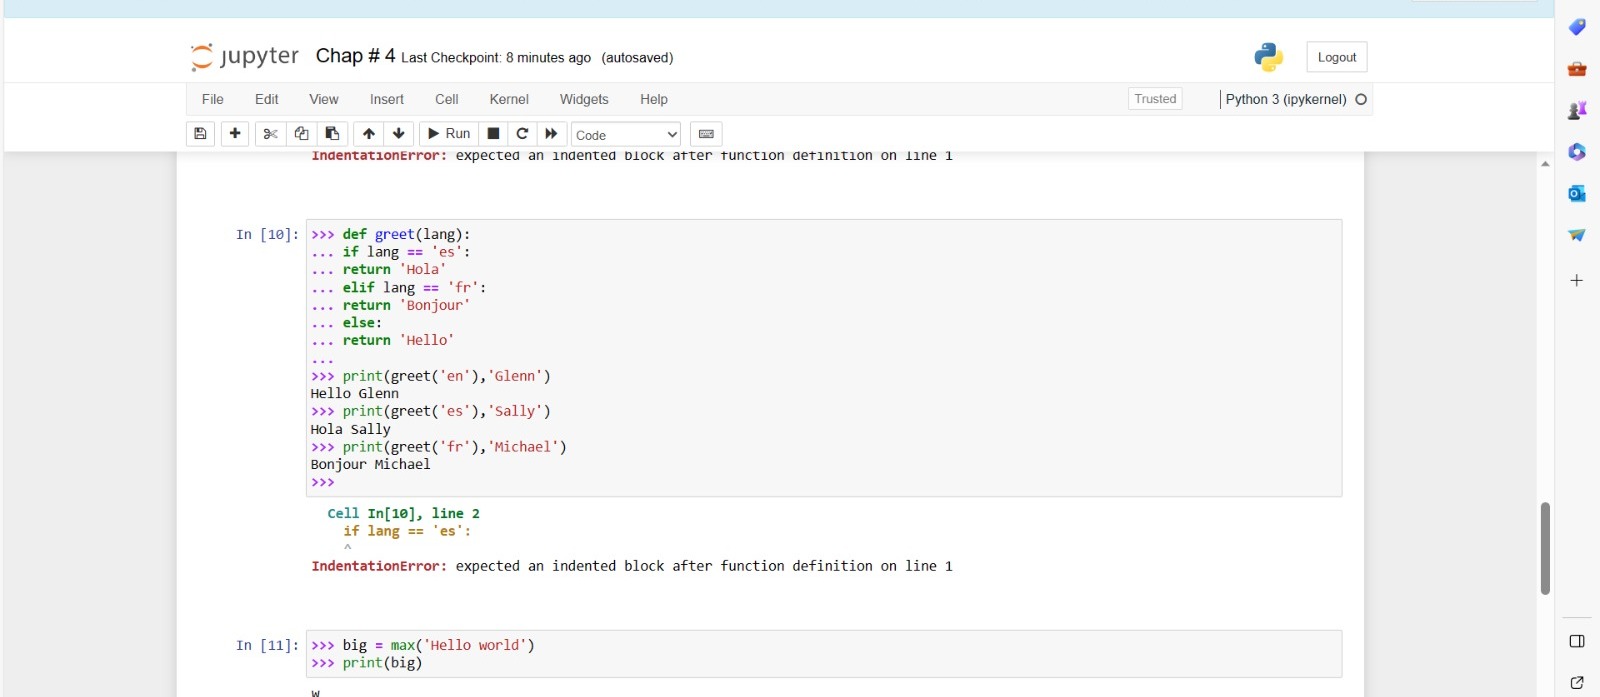 jupyter Chap # 4 Last Checkpoint: 8 minutes ago (autosaved)
Logout
File Edit View Insert Cell Kernel Widgets Help
Trusted
Python 3 (ipykernel)
Run
Code
IndentationError: expected an indented block after function definition on line 1
In [10]: >>> def greet(lang):
... if lang == 'es':
... return 'Hola'
... elif lang == 'fr':
... return 'Bonjour'
... else:
... return 'Hello'
...
>>> print(greet('en'),'Glenn')
Hello Glenn
>>> print(greet('es'),'Sally')
Hola Sally
>>> print(greet('fr'),'Michael')
Bonjour Michael
>>>
Cell In[10], line 2
if lang == 'es':
^
IndentationError: expected an indented block after function definition on line 1
In [11]: >>> big = max('Hello world')
>>> print(big)
w